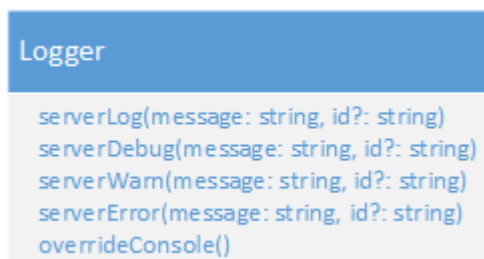 Logger
serverLog(message: string, id?: string)
serverDebug(message: string, id?: string)
serverWarn(message: string, id?: string)
serverError(message: string, id?: string)
overrideConsole()